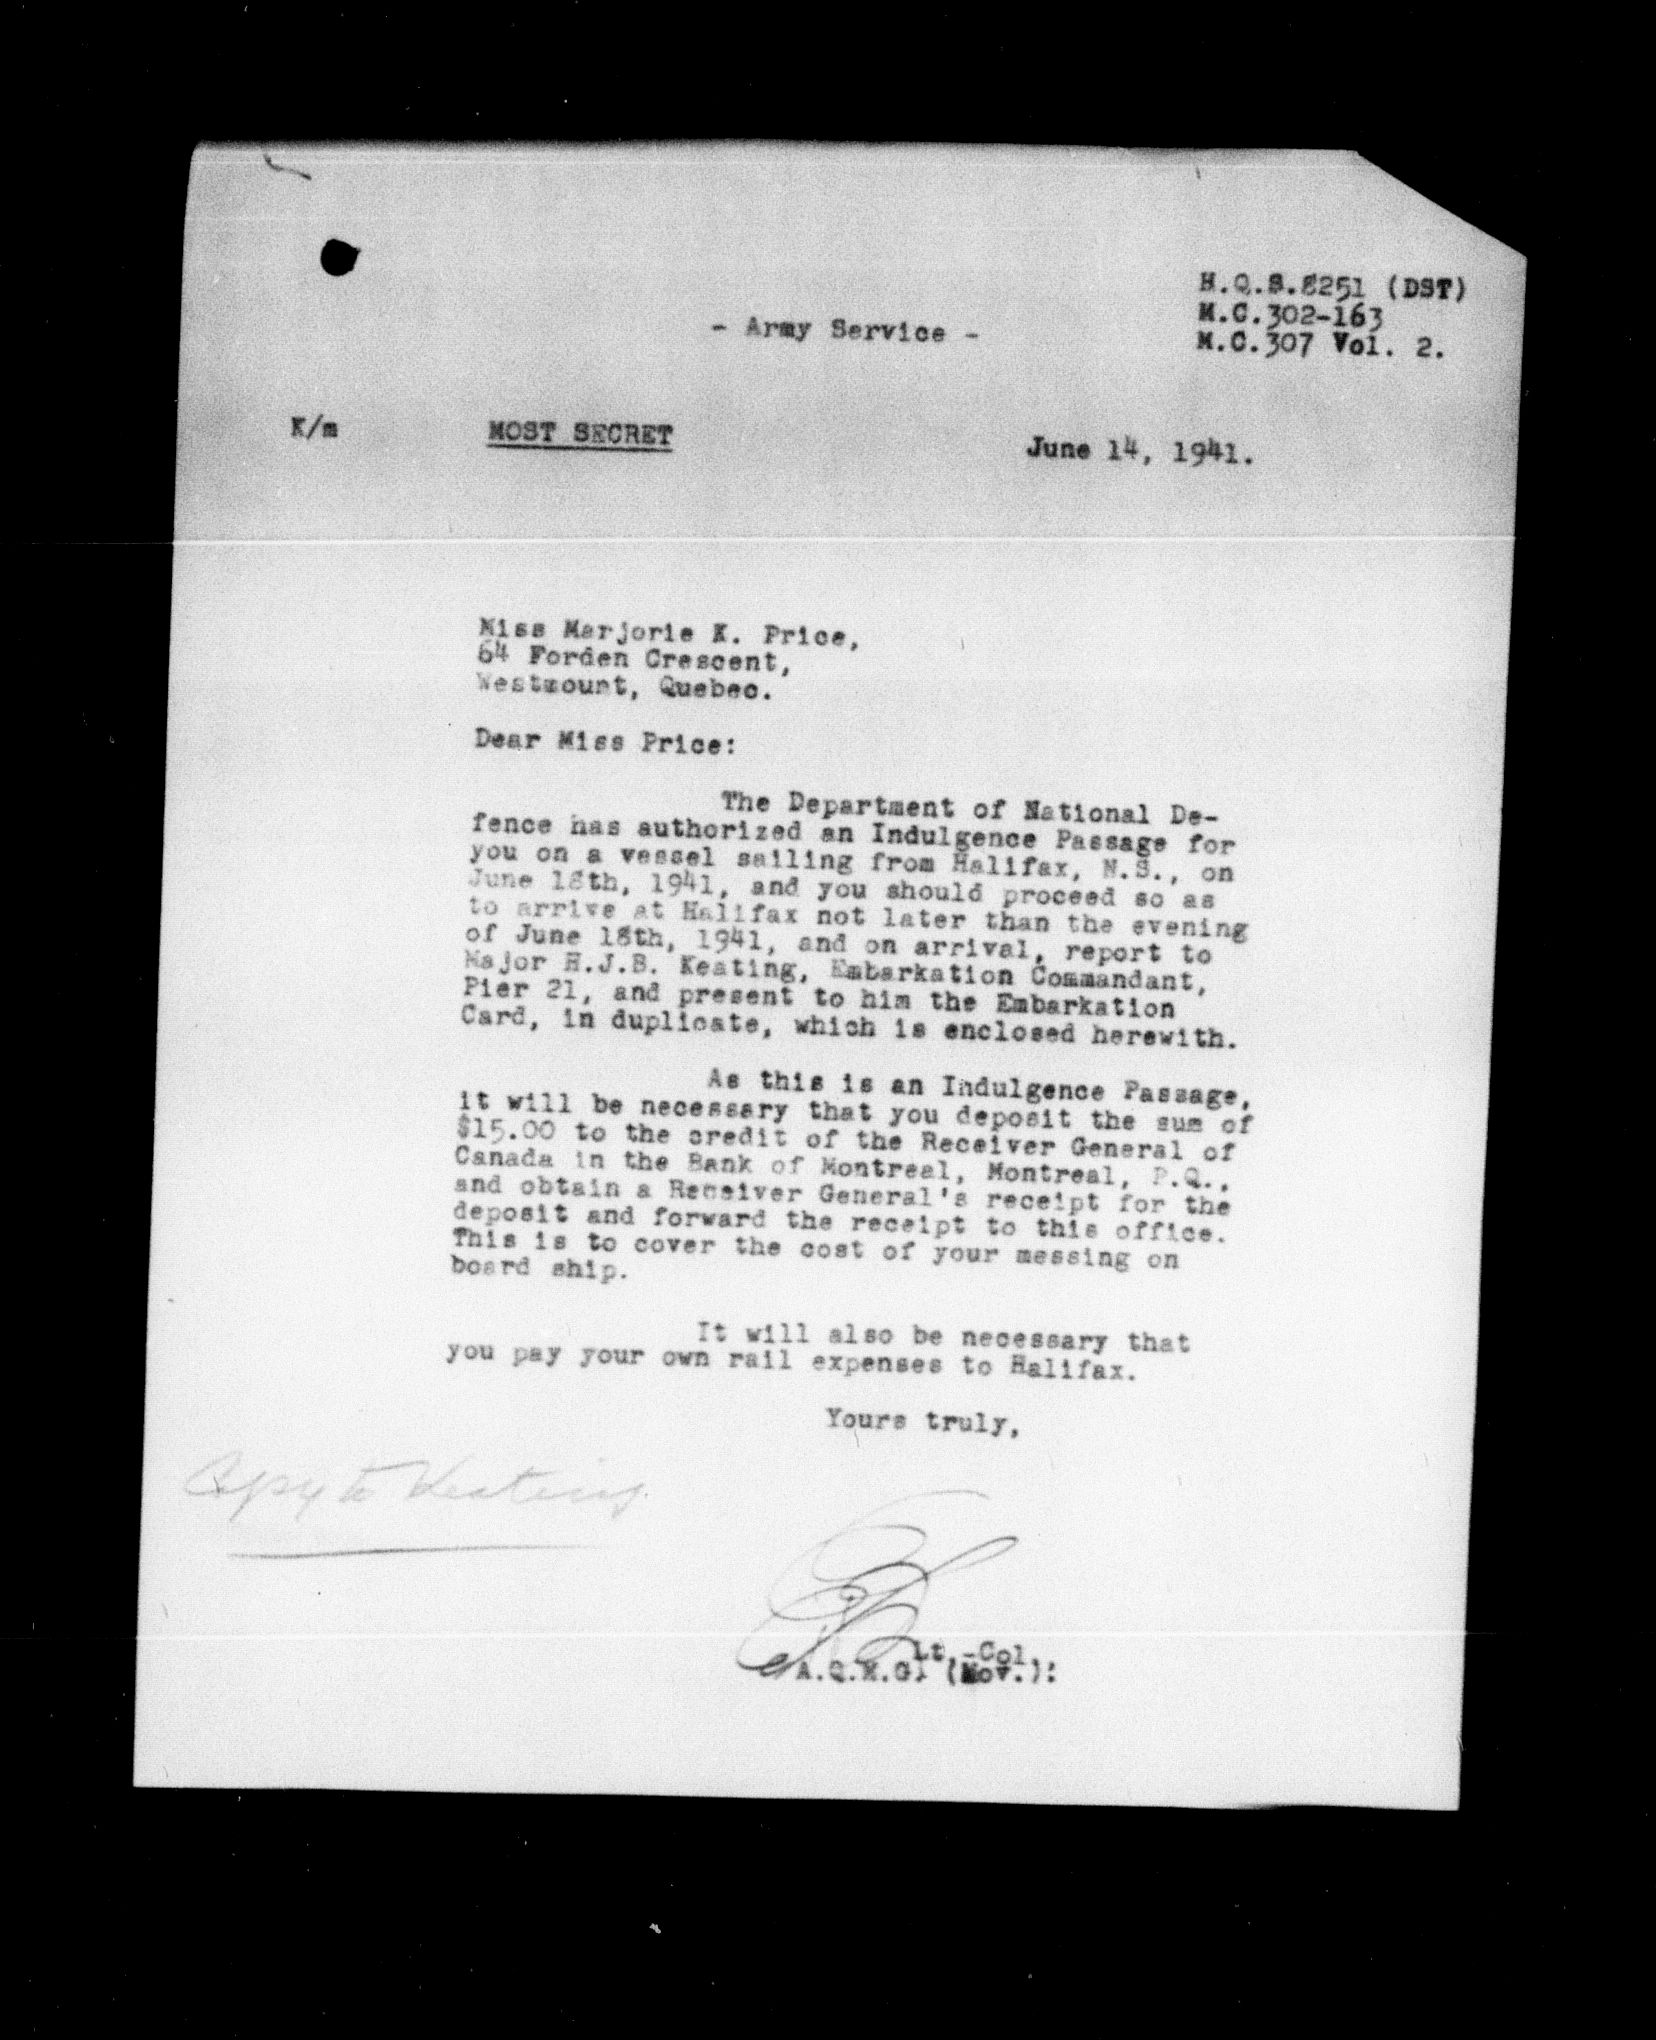 H.Q.S.8251 (DST)
- Army Service -
M.C.302-163
M.C.307 Vol. 2.
K/m
MOST SECRET
June 14, 1941.
Miss Marjorie K. Price,
64 Forden Crescent,
Westmount, Quebec.
Dear Miss Price:
The Department of National De-
fence has authorized an Indulgence Passage for
you on a vessel sailing from Halifax, N.S., on
June 18th, 1941, and you should proceed so as
to arrive at Halifax not later than the evening
of June 18th, 1941, and on arrival, report to
Major H.J.B. Keating, Embarkation Commandant,
Pier 21, and present to him the Embarkation
Card, in duplicate, which is enclosed herewith.
As this is an Indulgence Passage,
it will be necessary that you deposit the sum of
$15.00 to the credit of the Receiver General of
Canada in the Bank of Montreal, Montreal, P.Q.,
and obtain a Receiver General's receipt for the
deposit and forward the receipt to this office.
This is to cover the cost of your messing on
board ship.
It will also be necessary that
you pay your own rail expenses to Halifax.
Yours truly,
Copy to Keating.
Lt.-Col.
A.Q.M.G. (Mov.):